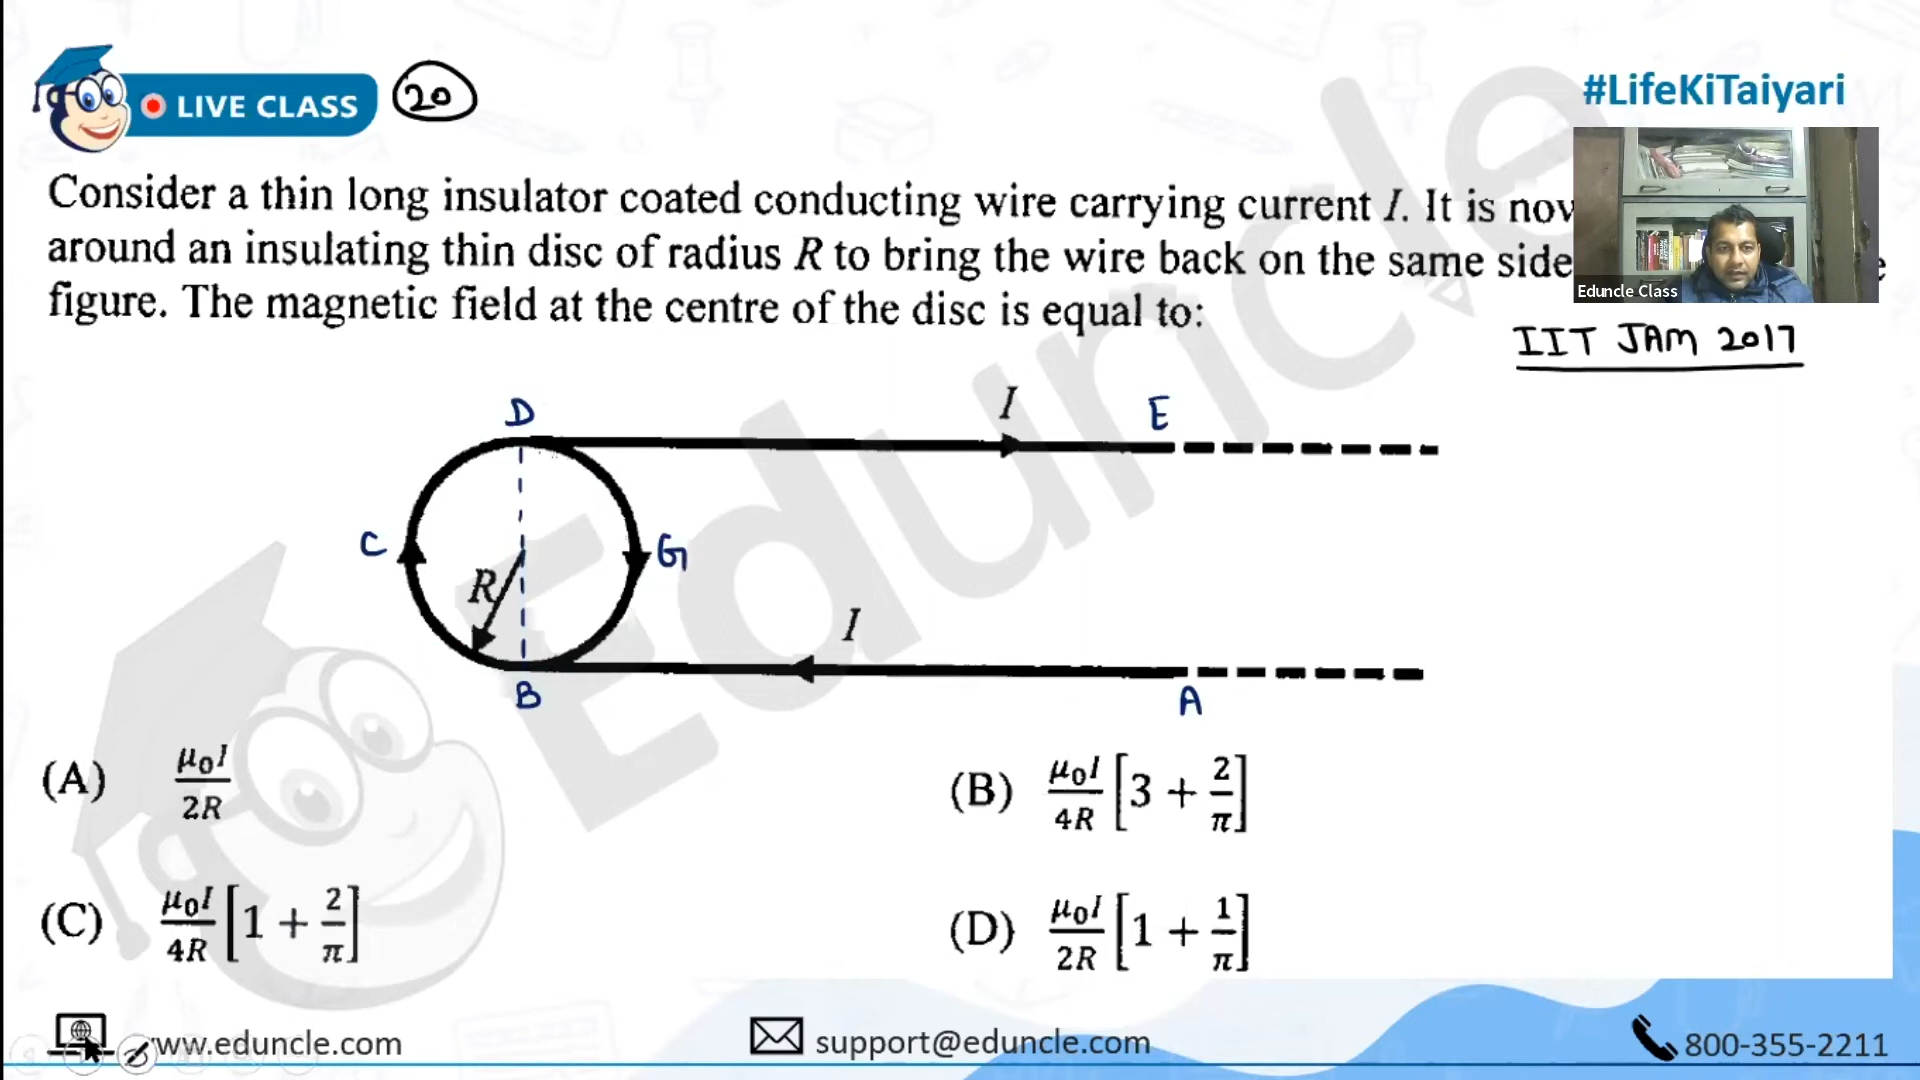 LIVE CLASS
20
#LifeKiTaiyari
Consider a thin long insulator coated conducting wire carrying current I. It is
around an insulating thin disc of radius R to bring the wire back on the same side
figure. The magnetic field at the centre of the disc is equal to:
Eduncle Class
IIT JAM 2017
D
I
E
C
G
R
I
B
A
(A) μ₀I/2R
(B) μ₀I/4R [3 + 2/π]
(C) μ₀I/4R [1 + 2/π]
(D) μ₀I/2R [1 + 1/π]
Eduncle
www.eduncle.com
support@eduncle.com
800-355-2211